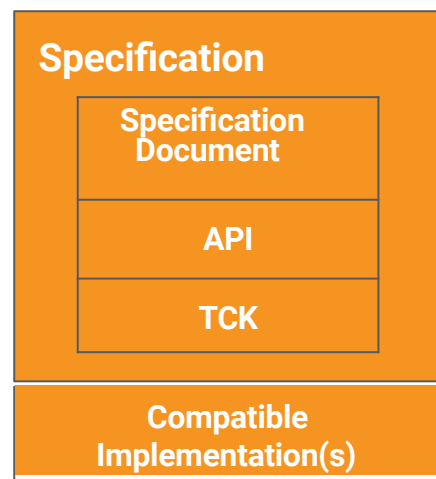 Specification
Specification
Document
API
TCK
Compatible
Implementation(s)